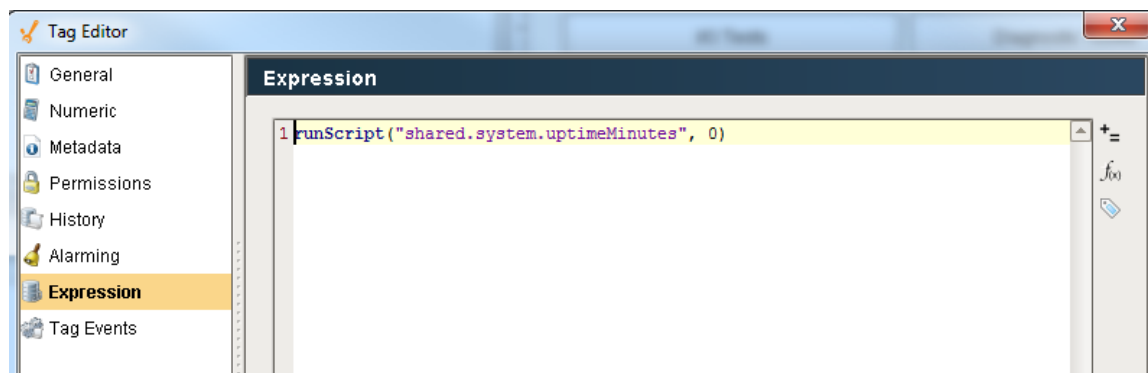 Tag Editor
General
Numeric
Metadata
Permissions
History
Alarming
Expression
Tag Events
Expression
1 runScript("shared.system.uptimeMinutes", 0)
f(x)